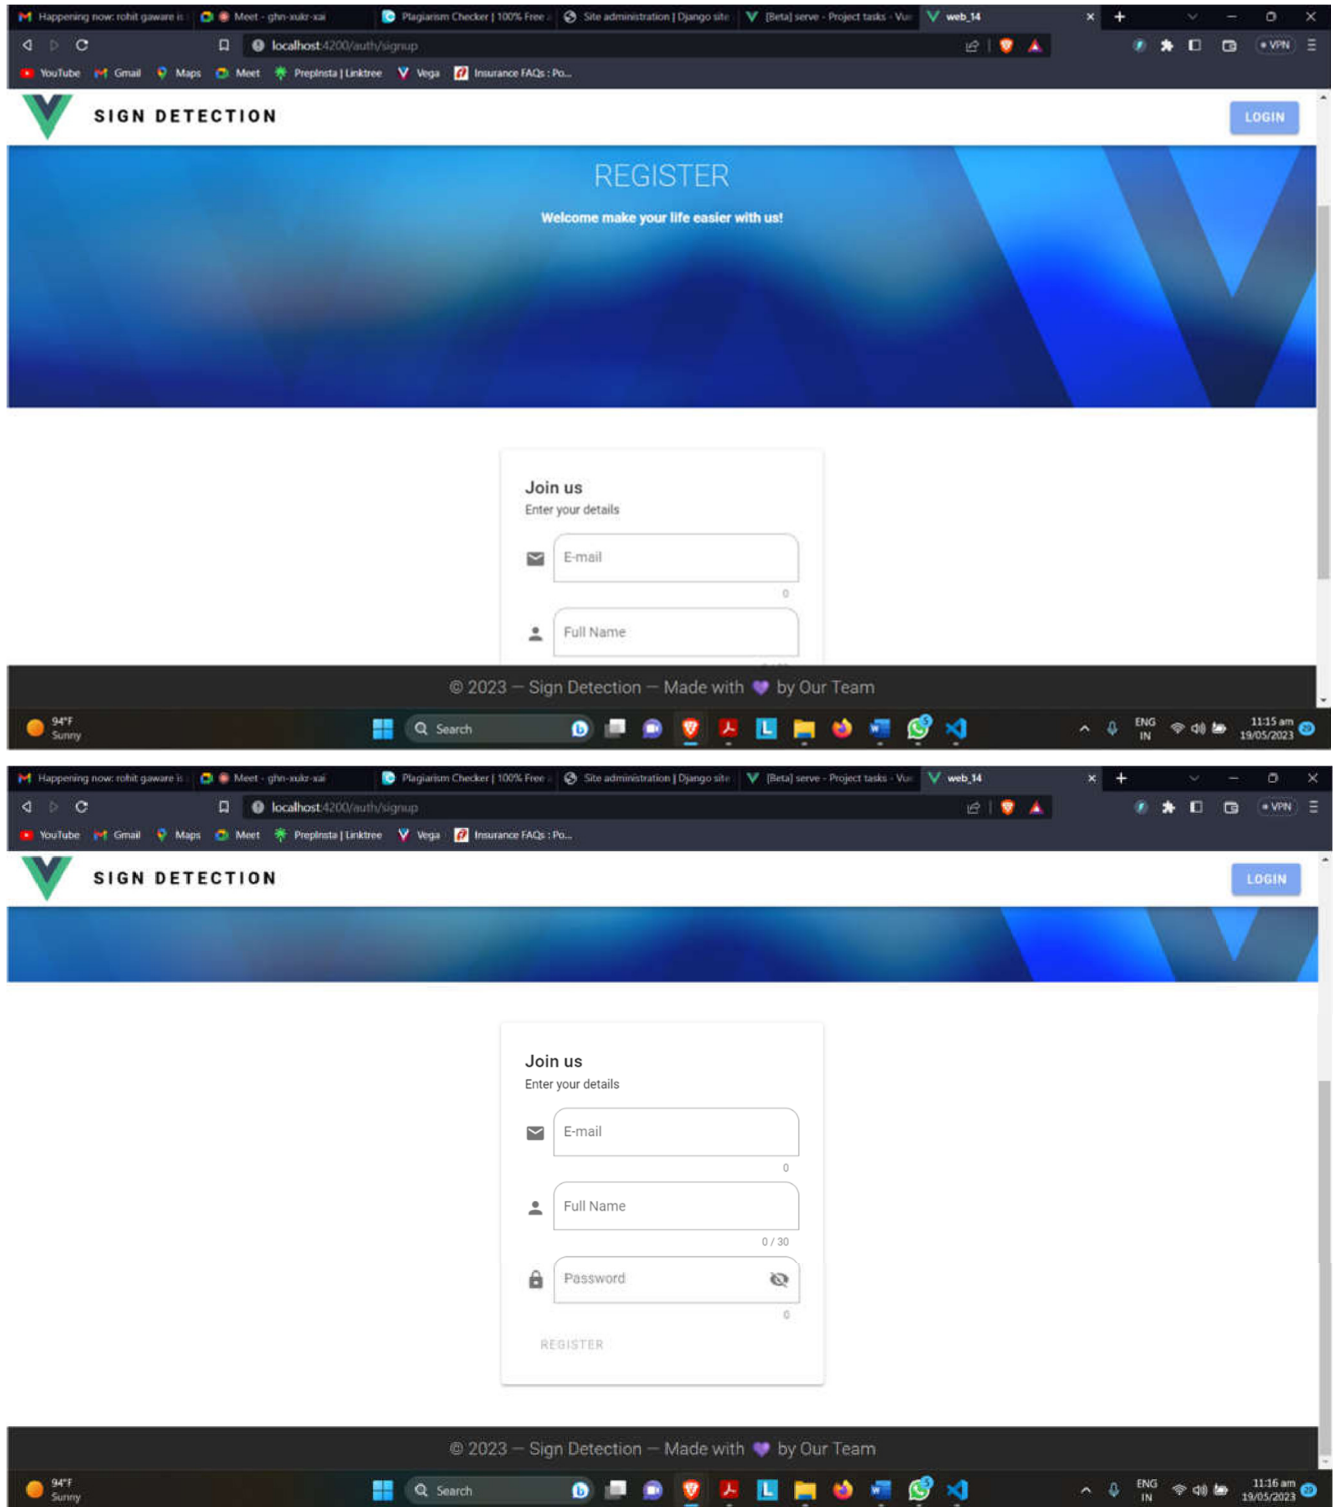 Happening now: rohit gaware is
Meet - ghn-xukr-xai
Plagiarism Checker | 100% Free
Site administration | Django site
[Beta] serve - Project tasks - Vue
web_14
localhost:4200/auth/signup
VPN
YouTube
Gmail
Maps
Meet
PrepInsta | Linktree
Vega
Insurance FAQs : Po...
SIGN DETECTION
LOGIN
REGISTER
Welcome make your life easier with us!
Join us
Enter your details
E-mail
0
Full Name
© 2023 — Sign Detection — Made with 💜 by Our Team
94°F
Sunny
Search
ENG
IN
11:15 am
19/05/2023
Happening now: rohit gaware is
Meet - ghn-xukr-xai
Plagiarism Checker | 100% Free
Site administration | Django site
[Beta] serve - Project tasks - Vue
web_14
localhost:4200/auth/signup
VPN
YouTube
Gmail
Maps
Meet
PrepInsta | Linktree
Vega
Insurance FAQs : Po...
SIGN DETECTION
LOGIN
Join us
Enter your details
E-mail
0
Full Name
0 / 30
Password
0
REGISTER
© 2023 — Sign Detection — Made with 💜 by Our Team
94°F
Sunny
Search
ENG
IN
11:16 am
19/05/2023